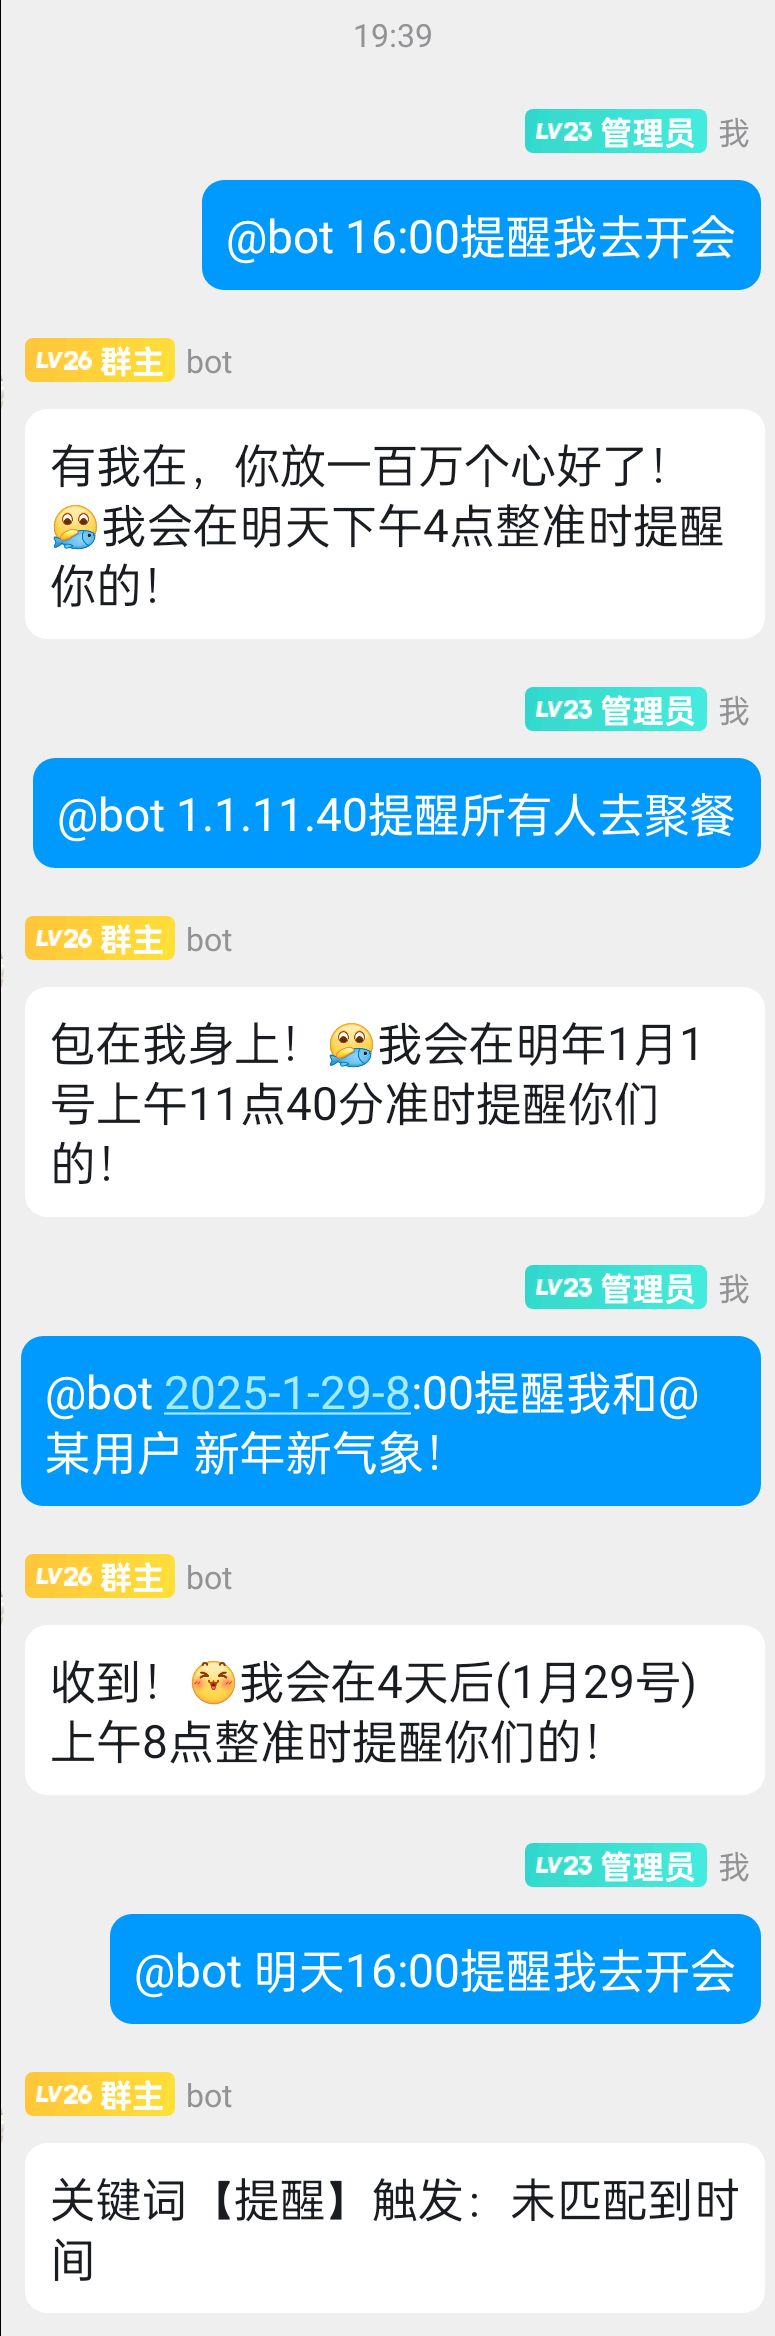 19:39
LV23 管理员 我
@bot 16:00提醒我去开会
LV26 群主 bot
有我在，你放一百万个心好了！
我会在明天下午4点整准时提醒
你的！
LV23 管理员 我
@bot 1.1.11.40提醒所有人去聚餐
LV26 群主 bot
包在我身上！我会在明年1月1
号上午11点40分准时提醒你们
的！
LV23 管理员 我
@bot 2025-1-29-8:00提醒我和@
某用户 新年新气象！
LV26 群主 bot
收到！我会在4天后(1月29号)
上午8点整准时提醒你们的！
LV23 管理员 我
@bot 明天16:00提醒我去开会
LV26 群主 bot
关键词【提醒】触发：未匹配到时
间